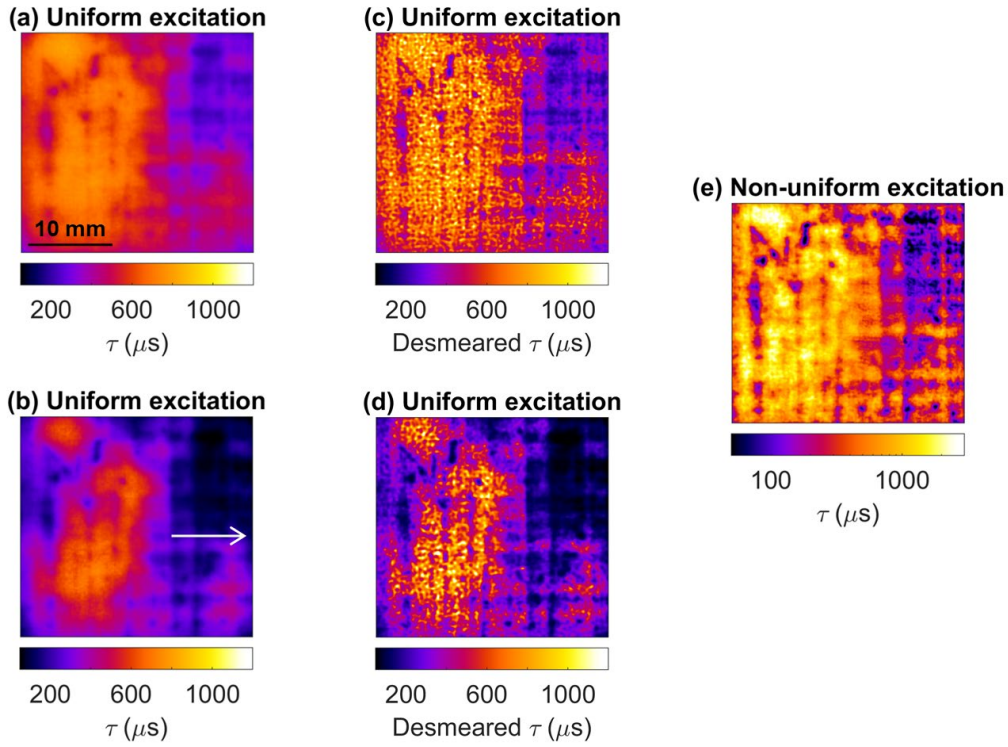 (a) Uniform excitation
10 mm
200 600 1000
τ (μs)
(c) Uniform excitation
200 600 1000
Desmeared τ (μs)
(b) Uniform excitation
200 600 1000
τ (μs)
(d) Uniform excitation
200 600 1000
Desmeared τ (μs)
(e) Non-uniform excitation
100 1000
τ (μs)